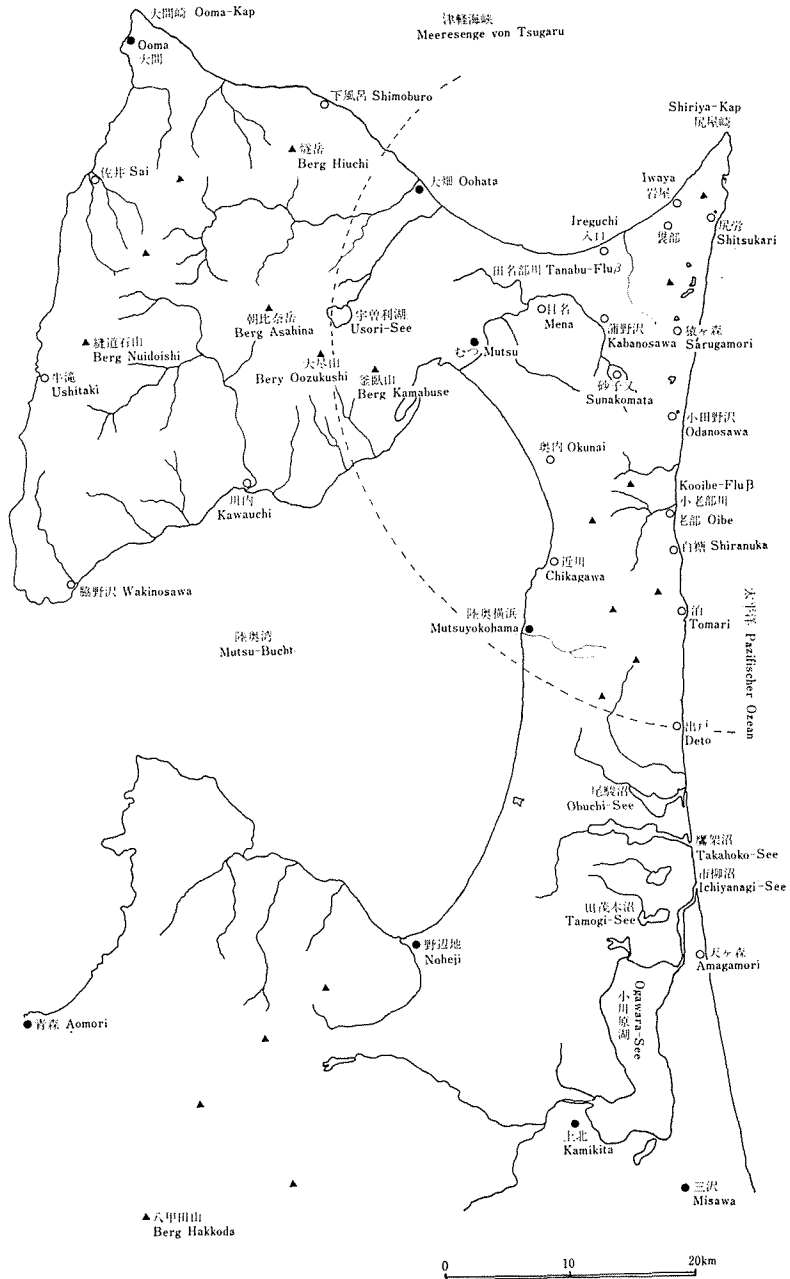 大間崎 Ooma-Kap
津軽海峡
Meeresenge von Tsugaru
Ooma
大間
下風呂 Shimoburo
Shiriya-Kap
尻屋崎
燧岳
Berg Hiuchi
佐井 Sai
大畑 Oohata
Iwaya
岩屋
Ireguchi
入口
袰部
尻労
Shitsukari
田名部川 Tanabu-Fluβ
朝比奈岳
Berg Asahina
宇曽利湖
Usori-See
目名
Mena
蒲野沢
Kabanosawa
猿ヶ森
Sarugamori
縫道石山
Berg Nuidoishi
むつ Mutsu
大尽山
Bery Oozukushi
釜臥山
Berg Kamabuse
牛滝
Ushitaki
砂子又
Sunakomata
小田野沢
Odanosawa
奥内 Okunai
川内
Kawauchi
Kooibe-Fluβ
小老部川
老部 Oibe
白糠 Shiranuka
近川
Chikagawa
脇野沢 Wakinosawa
陸奥横浜
Mutsuyokohama
泊
Tomari
太平洋 Pazifischer Ozean
陸奥湾
Mutsu-Bucht
出戸
Deto
尾駮沼
Obuchi-See
鷹架沼
Takahoko-See
市柳沼
Ichiyanagi-See
田茂木沼
Tamogi-See
野辺地
Noheji
天ヶ森
Amagamori
Ogawara-See
小川原湖
青森 Aomori
上北
Kamikita
三沢
Misawa
八甲田山
Berg Hakkoda
0 10 20km